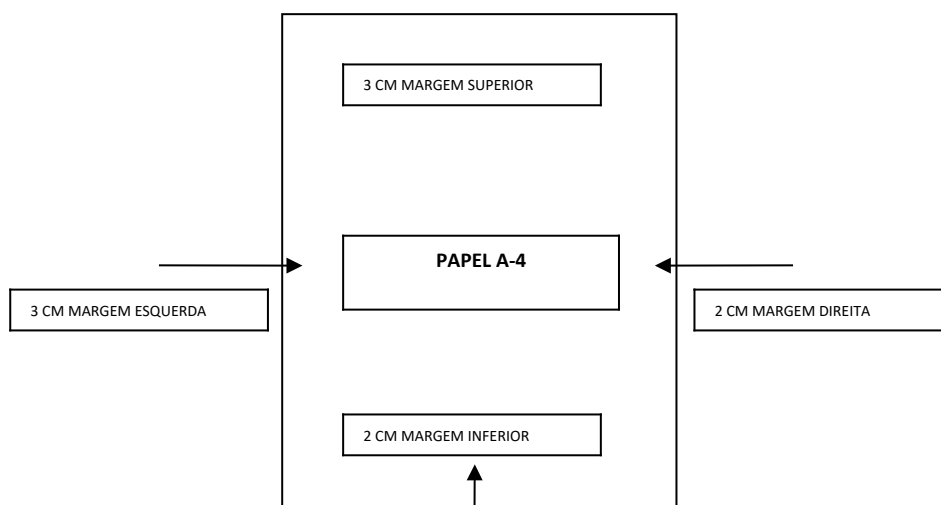 3 CM MARGEM SUPERIOR
PAPEL A-4
3 CM MARGEM ESQUERDA
2 CM MARGEM DIREITA
2 CM MARGEM INFERIOR